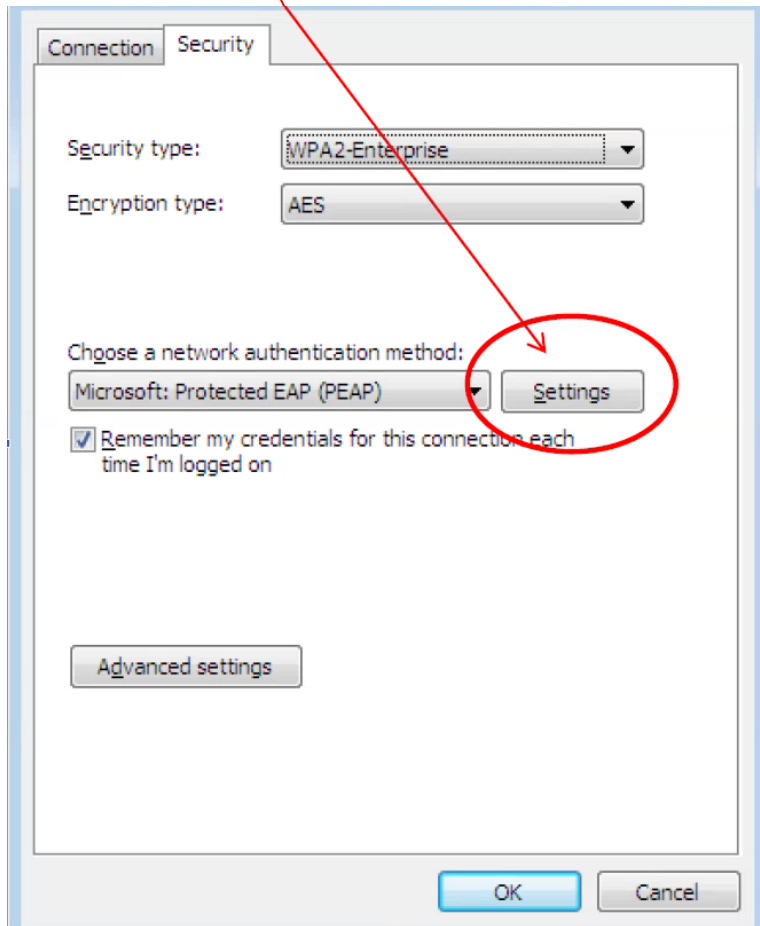 Connection Security
Security type: WPA2-Enterprise
Encryption type: AES
Choose a network authentication method:
Microsoft: Protected EAP (PEAP) Settings
Remember my credentials for this connection each
time I'm logged on
Advanced settings
OK Cancel